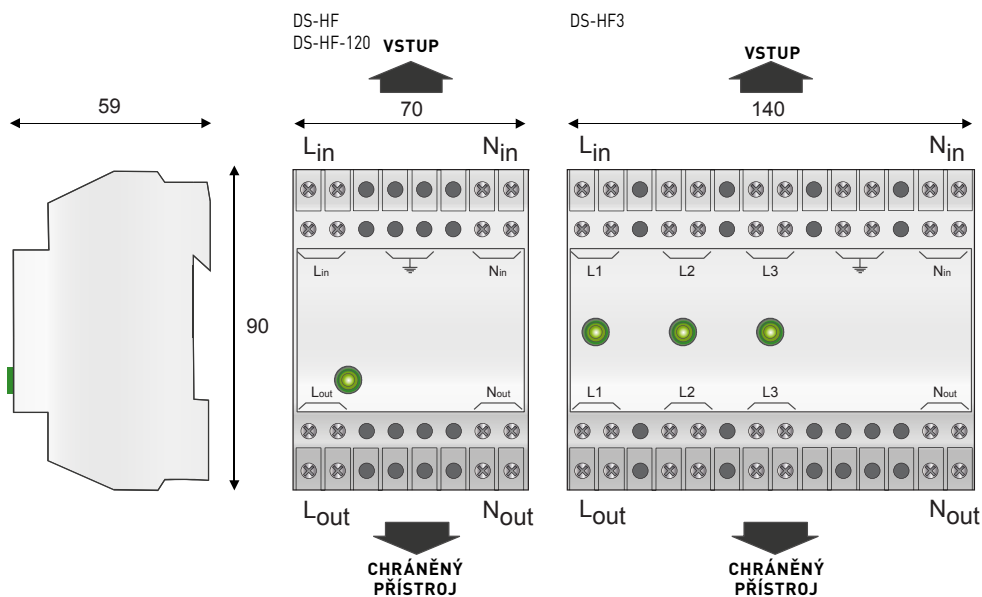 DS-HF
DS-HF-120
VSTUP
DS-HF3
VSTUP
59
70
140
Lin
Nin
Lin
Nin
Lin
Nin
L1
L2
L3
Nin
90
Lout
Nout
L1
L2
L3
Nout
Lout
Nout
Lout
Nout
CHRÁNĚNÝ
PŘÍSTROJ
CHRÁNĚNÝ
PŘÍSTROJ